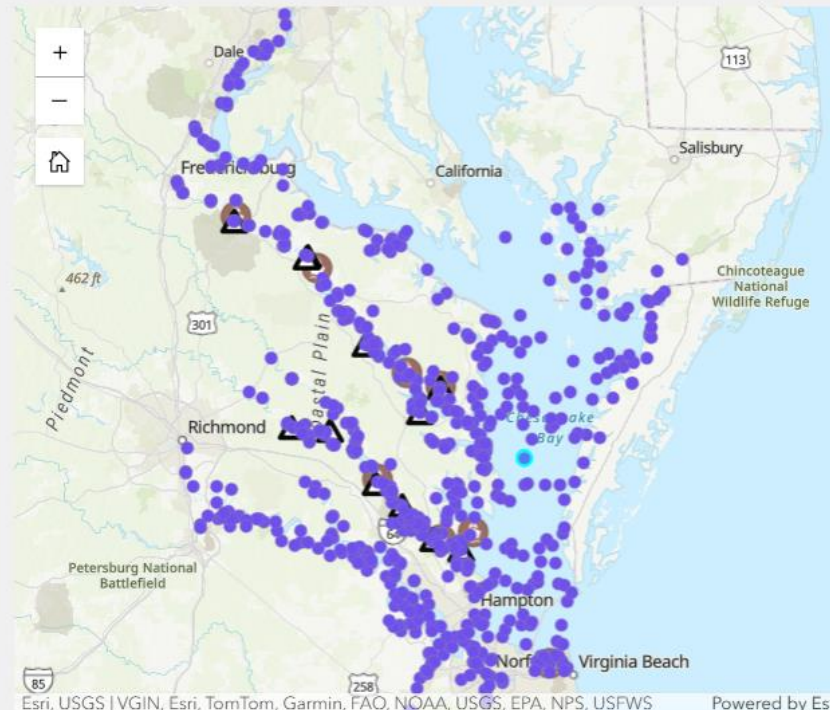 +
−
Dale
113
Salisbury
California
Fredericksburg
462 ft
Chincoteague
National
Wildlife Refuge
301
Piedmont
Coastal Plain
Richmond
Chesapeake
Bay
64
Petersburg National
Battlefield
Hampton
Norf
Virginia Beach
85
258
Esri, USGS | VGIN, Esri, TomTom, Garmin, FAO, NOAA, USGS, EPA, NPS, USFWS
Powered by Es